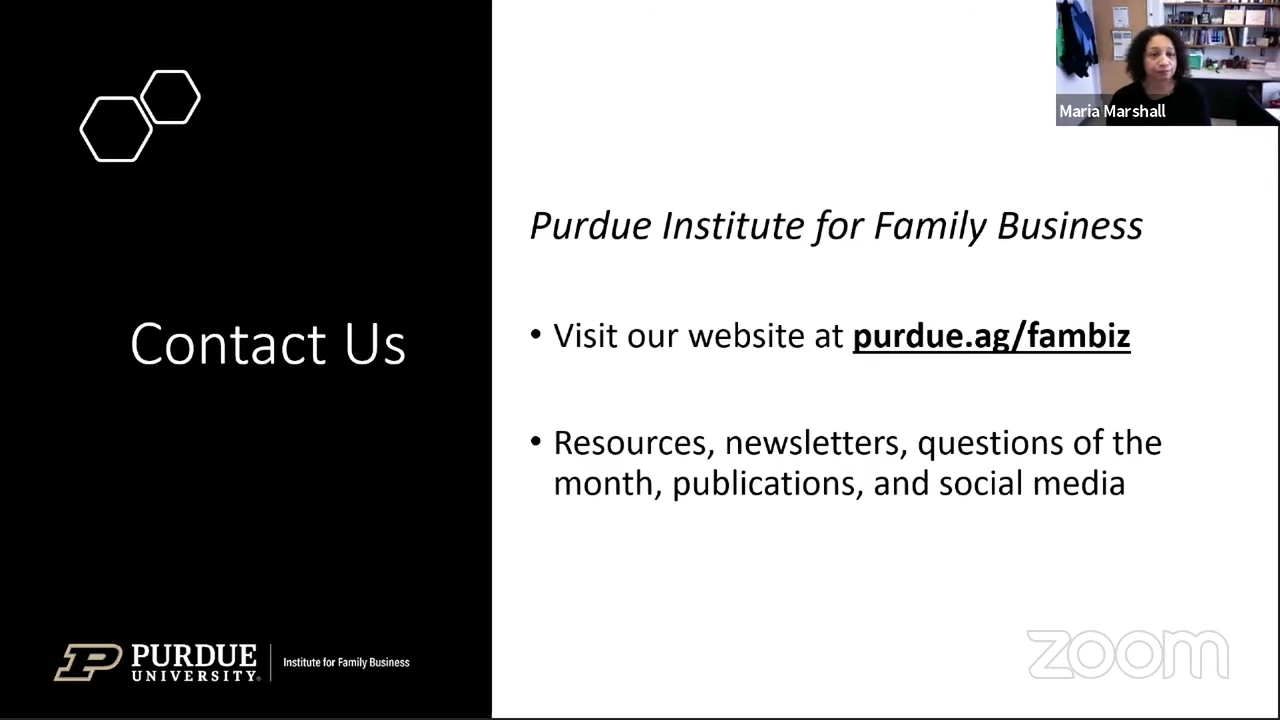 Maria Marshall
Contact Us
Purdue Institute for Family Business
• Visit our website at purdue.ag/fambiz
• Resources, newsletters, questions of the
month, publications, and social media
PURDUE
UNIVERSITY®
Institute for Family Business
zoom